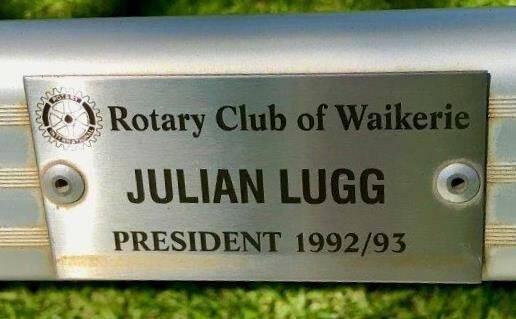 Rotary Club of Waikerie
JULIAN LUGG
PRESIDENT 1992/93